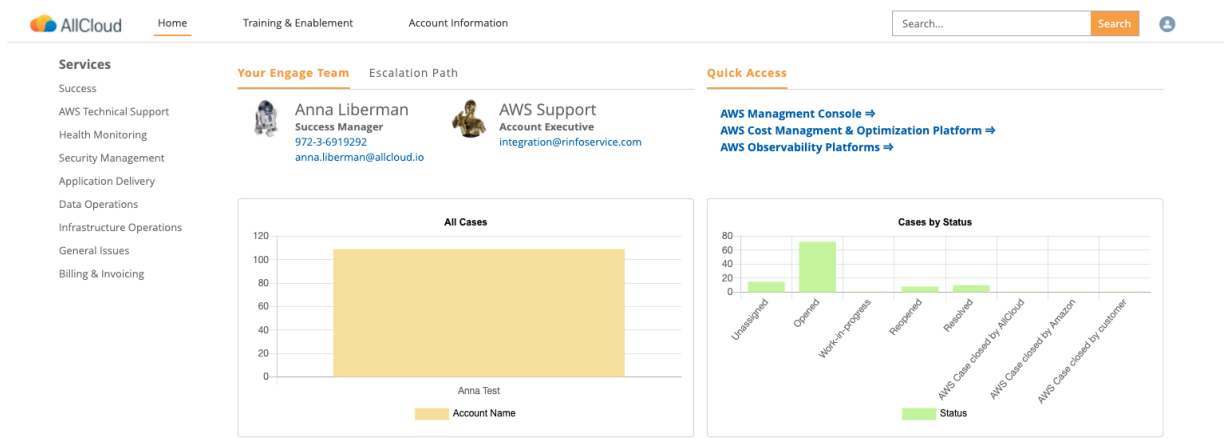 AllCloud
Home
Training & Enablement
Account Information
Search...
Search
Services
Success
AWS Technical Support
Health Monitoring
Security Management
Application Delivery
Data Operations
Infrastructure Operations
General Issues
Billing & Invoicing
Your Engage Team
Escalation Path
Anna Liberman
Success Manager
972-3-6919292
anna.liberman@allcloud.io
AWS Support
Account Executive
integration@rinfoservice.com
Quick Access
AWS Managment Console ⇒
AWS Cost Managment & Optimization Platform ⇒
AWS Observability Platforms ⇒
All Cases
120
100
80
60
40
20
0
Anna Test
Account Name
Cases by Status
80
60
40
20
0
Unassigned
Opened
Work-in-progress
Reopened
Resolved
AWS Case closed by AllCloud
AWS Case closed by Amazon
AWS Case closed by customer
Status